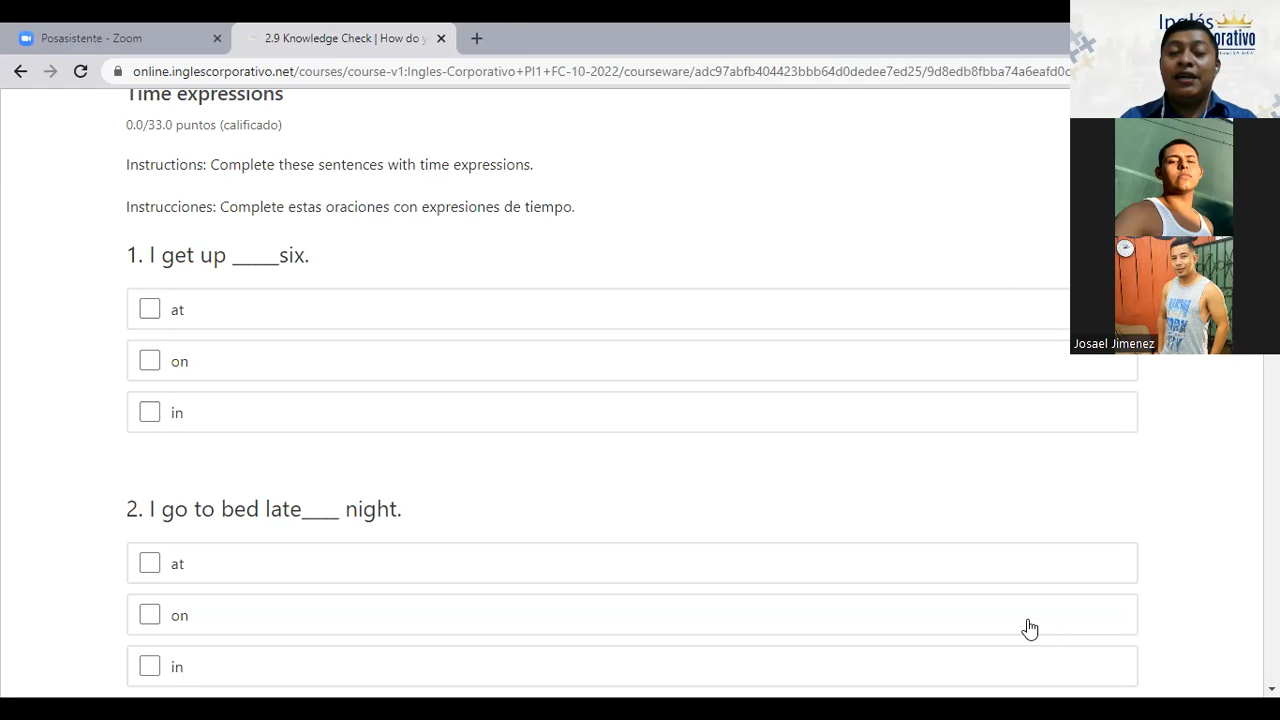 Posasistente - Zoom
2.9 Knowledge Check | How do y
online.inglescorporativo.net/courses/course-v1:Ingles-Corporativo+PI1+FC-10-2022/courseware/adc97abfb404423bbb64d0dedee7ed25/9d8edb8fbba74a6eafd0c
Inglés
orativo
Time expressions
0.0/33.0 puntos (calificado)
Instructions: Complete these sentences with time expressions.
Instrucciones: Complete estas oraciones con expresiones de tiempo.
1. I get up _____six.
at
on
in
2. I go to bed late____ night.
at
on
in
Josael Jimenez